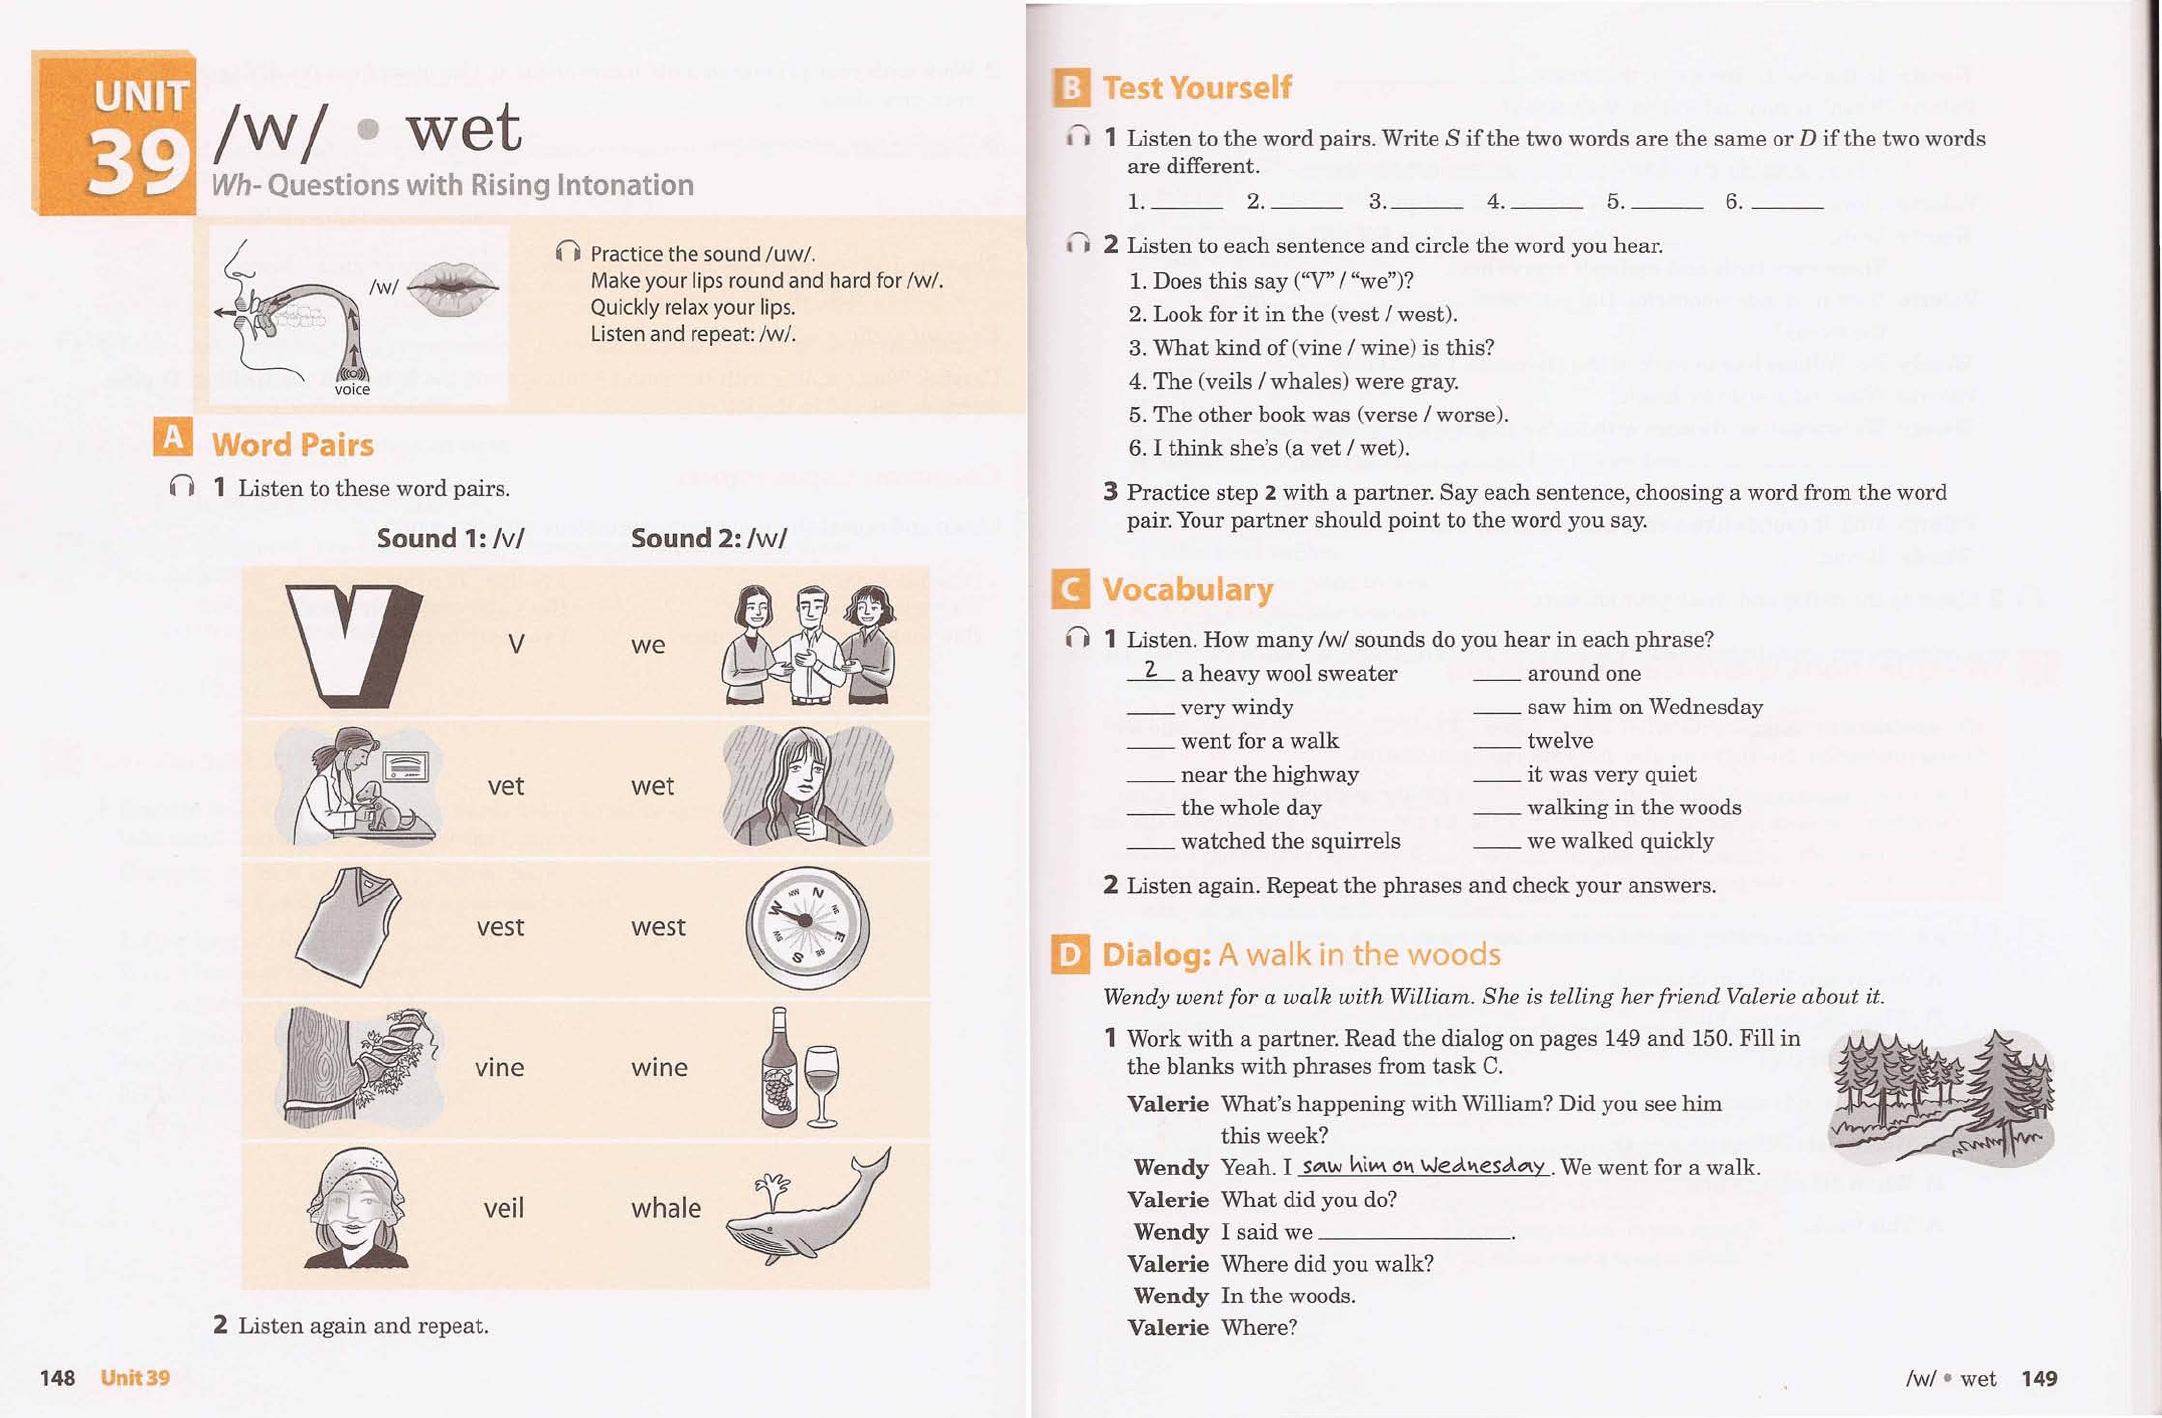 UNIT
39
/w/ • wet
Wh- Questions with Rising Intonation
/w/
voice
Practice the sound /uw/.
Make your lips round and hard for /w/.
Quickly relax your lips.
Listen and repeat: /w/.
A Word Pairs
1 Listen to these word pairs.
Sound 1: /v/ Sound 2: /w/
V we
vet wet
vest west
N
NE
E
SE
S
SW
W
NW
vine wine
veil whale
2 Listen again and repeat.
148 Unit 39
B Test Yourself
1 Listen to the word pairs. Write S if the two words are the same or D if the two words
are different.
1. ______ 2. ______ 3. ______ 4. ______ 5. ______ 6. ______
2 Listen to each sentence and circle the word you hear.
1. Does this say (“V” / “we”)?
2. Look for it in the (vest / west).
3. What kind of (vine / wine) is this?
4. The (veils / whales) were gray.
5. The other book was (verse / worse).
6. I think she’s (a vet / wet).
3 Practice step 2 with a partner. Say each sentence, choosing a word from the word
pair. Your partner should point to the word you say.
C Vocabulary
1 Listen. How many /w/ sounds do you hear in each phrase?
2 a heavy wool sweater ____ around one
____ very windy ____ saw him on Wednesday
____ went for a walk ____ twelve
____ near the highway ____ it was very quiet
____ the whole day ____ walking in the woods
____ watched the squirrels ____ we walked quickly
2 Listen again. Repeat the phrases and check your answers.
D Dialog: A walk in the woods
Wendy went for a walk with William. She is telling her friend Valerie about it.
1 Work with a partner. Read the dialog on pages 149 and 150. Fill in
the blanks with phrases from task C.
Valerie What’s happening with William? Did you see him
this week?
Wendy Yeah. I saw him on Wednesday. We went for a walk.
Valerie What did you do?
Wendy I said we ________________.
Valerie Where did you walk?
Wendy In the woods.
Valerie Where?
/w/ • wet 149